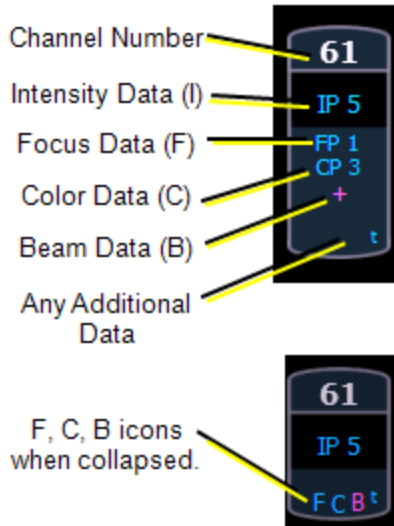 Channel Number
61
Intensity Data (I)
IP 5
Focus Data (F)
FP 1
Color Data (C)
CP 3
Beam Data (B)
+
Any Additional
Data
t
61
F, C, B icons
when collapsed.
IP 5
F C B t